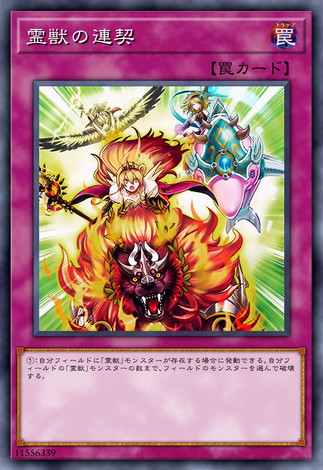 霊獣の連契
トラップ
罠
【罠カード】
①：自分フィールドに「霊獣」モンスターが存在する場合に発動できる。自分フ
ィールドの「霊獣」モンスターの数まで、フィールドのモンスターを選んで破壊
する。
11556339